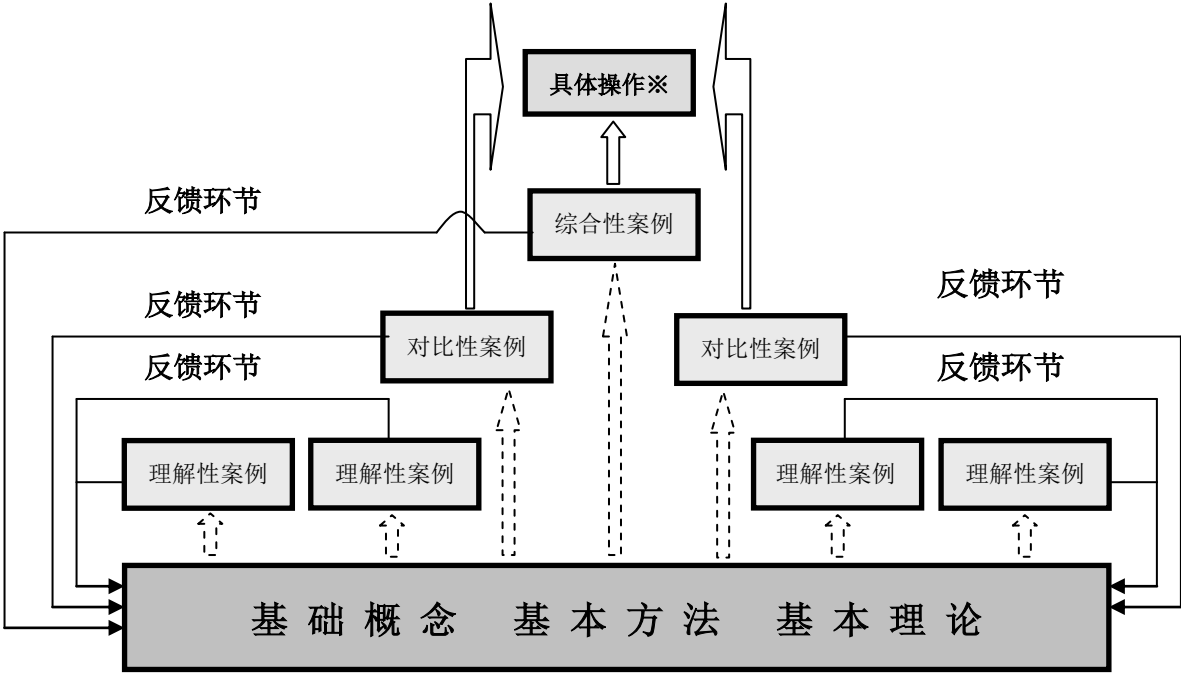 具体操作※
反馈环节
综合性案例
反馈环节
反馈环节
对比性案例
对比性案例
反馈环节
反馈环节
理解性案例
理解性案例
理解性案例
理解性案例
基础概念 基本方法 基本理论